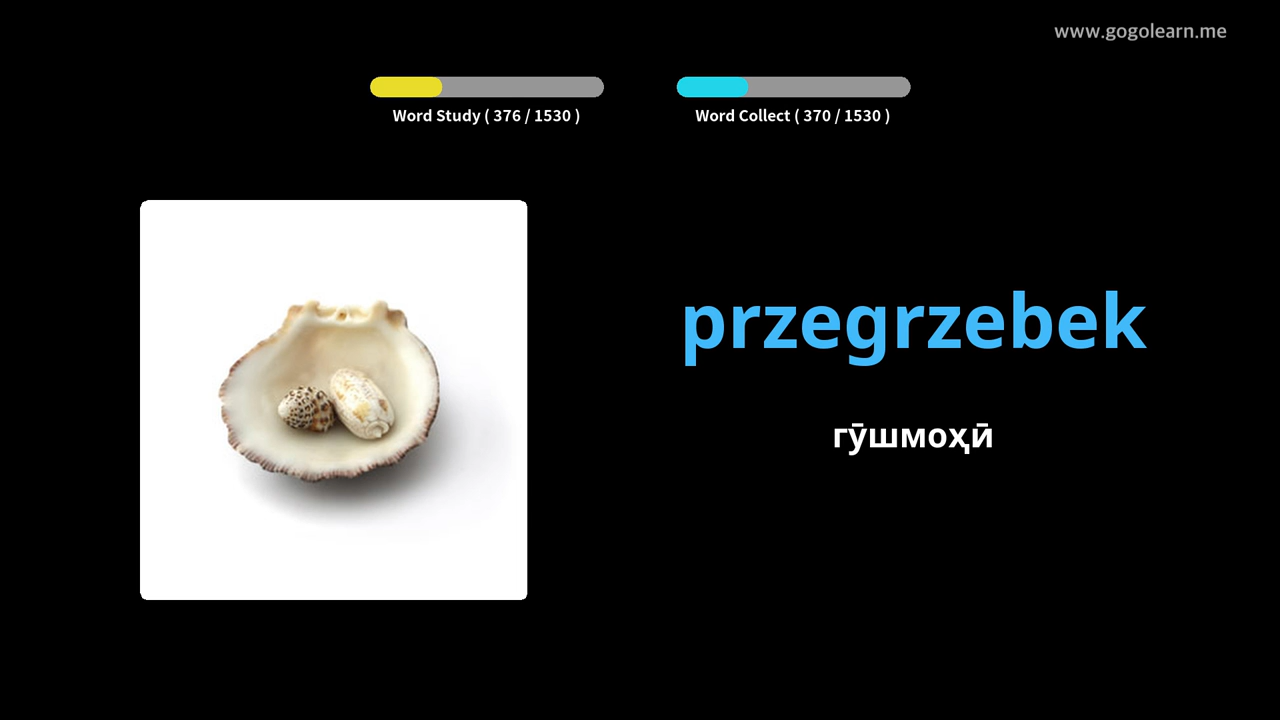 www.gogolearn.me
Word Study ( 376 / 1530 )
Word Collect ( 370 / 1530 )
przegrzebek
гӯшмоҳӣ